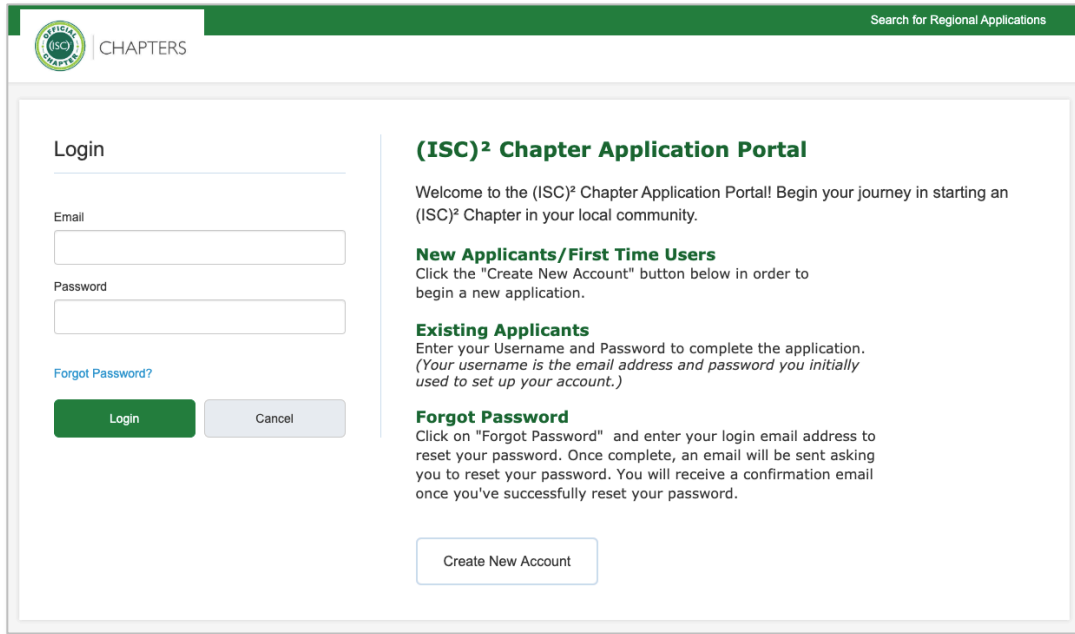 Search for Regional Applications
OFFICIAL
(ISC)²
CHAPTER
CHAPTERS
Login
Email
Password
Forgot Password?
Login
Cancel
(ISC)² Chapter Application Portal
Welcome to the (ISC)² Chapter Application Portal! Begin your journey in starting an
(ISC)² Chapter in your local community.
New Applicants/First Time Users
Click the "Create New Account" button below in order to
begin a new application.
Existing Applicants
Enter your Username and Password to complete the application.
(Your username is the email address and password you initially
used to set up your account.)
Forgot Password
Click on "Forgot Password"  and enter your login email address to
reset your password. Once complete, an email will be sent asking
you to reset your password. You will receive a confirmation email
once you've successfully reset your password.
Create New Account